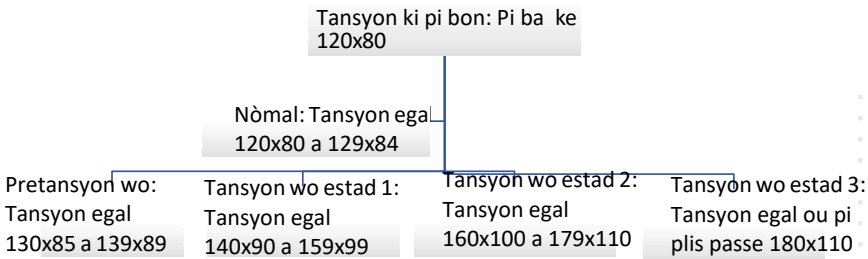 Tansyon ki pi bon: Pi ba ke
120x80
Nòmal: Tansyon egal
120x80 a 129x84
Pretansyon wo:
Tansyon egal
130x85 a 139x89
Tansyon wo estad 1:
Tansyon egal
140x90 a 159x99
Tansyon wo estad 2:
Tansyon egal
160x100 a 179x110
Tansyon wo estad 3:
Tansyon egal ou pi
plis passe 180x110